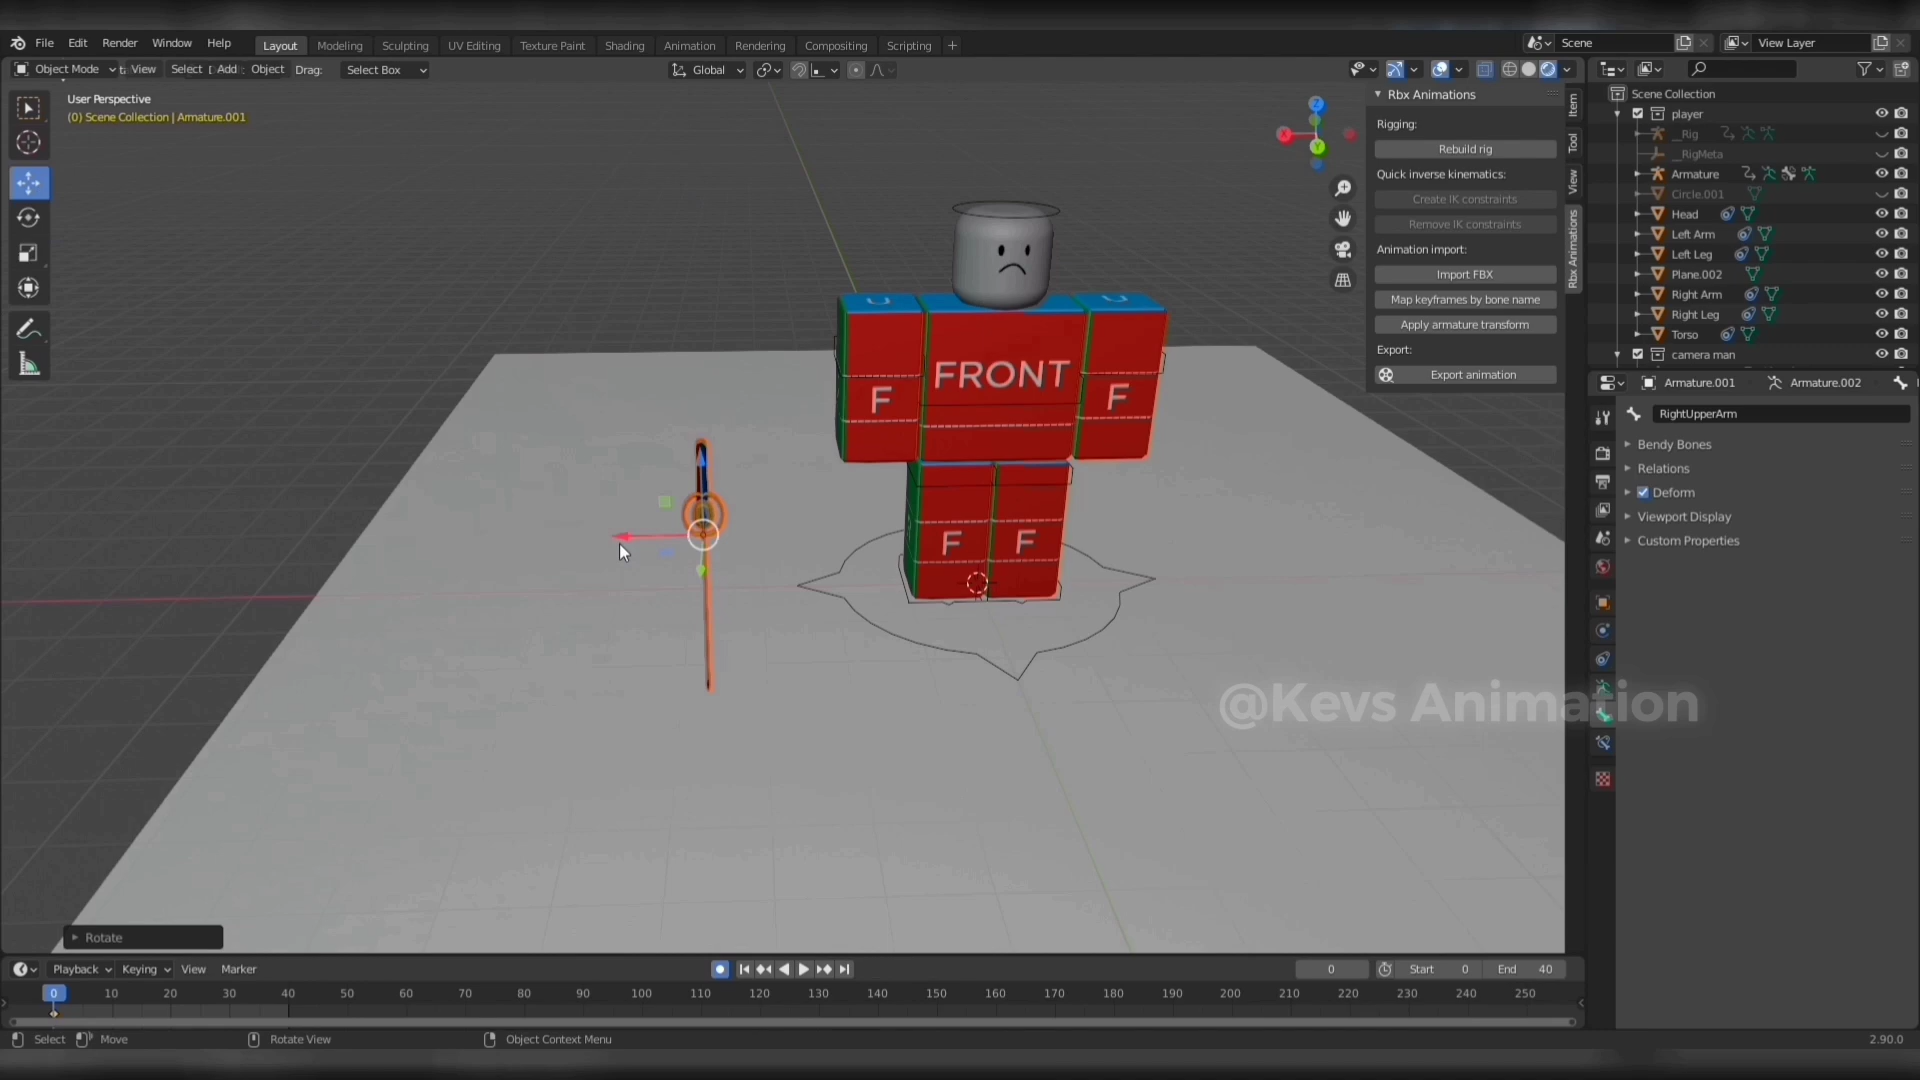 File Edit Render Window Help Layout Modeling Sculpting UV Editing Texture Paint Shading Animation Rendering Compositing Scripting + Scene View Layer
Object Mode View Select Add Object Drag: Select Box Global
User Perspective
(0) Scene Collection | Armature.001
Z
X
Y
Rbx Animations
Rigging:
Rebuild rig
Quick inverse kinematics:
Create IK constraints
Remove IK constraints
Animation import:
Import FBX
Map keyframes by bone name
Apply armature transform
Export:
Export animation
Item
Tool
View
Rbx Animations
Scene Collection
player
__Rig
__RigMeta
Armature
Circle.001
Head
Left Arm
Left Leg
Plane.002
Right Arm
Right Leg
Torso
camera man
Armature.001 Armature.002
RightUpperArm
Bendy Bones
Relations
Deform
Viewport Display
Custom Properties
U U
FRONT
F F
F F
@Kevs Animation
Rotate
Playback Keying View Marker 0 Start 0 End 40
0 10 20 30 40 50 60 70 80 90 100 110 120 130 140 150 160 170 180 190 200 210 220 230 240 250
Select Move Rotate View Object Context Menu 2.90.0